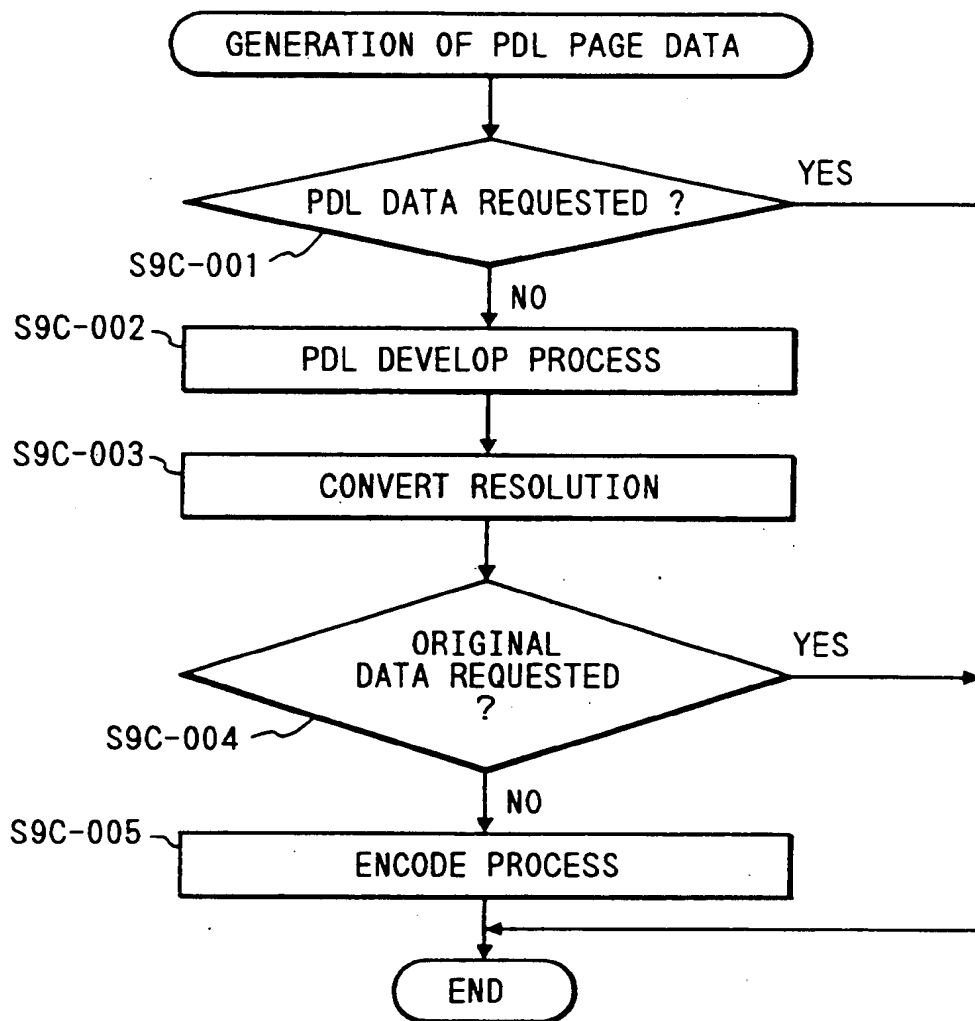 GENERATION OF PDL PAGE DATA
PDL DATA REQUESTED ?
YES
S9C-001
NO
S9C-002
PDL DEVELOP PROCESS
S9C-003
CONVERT RESOLUTION
ORIGINAL
DATA REQUESTED
?
YES
S9C-004
NO
S9C-005
ENCODE PROCESS
END